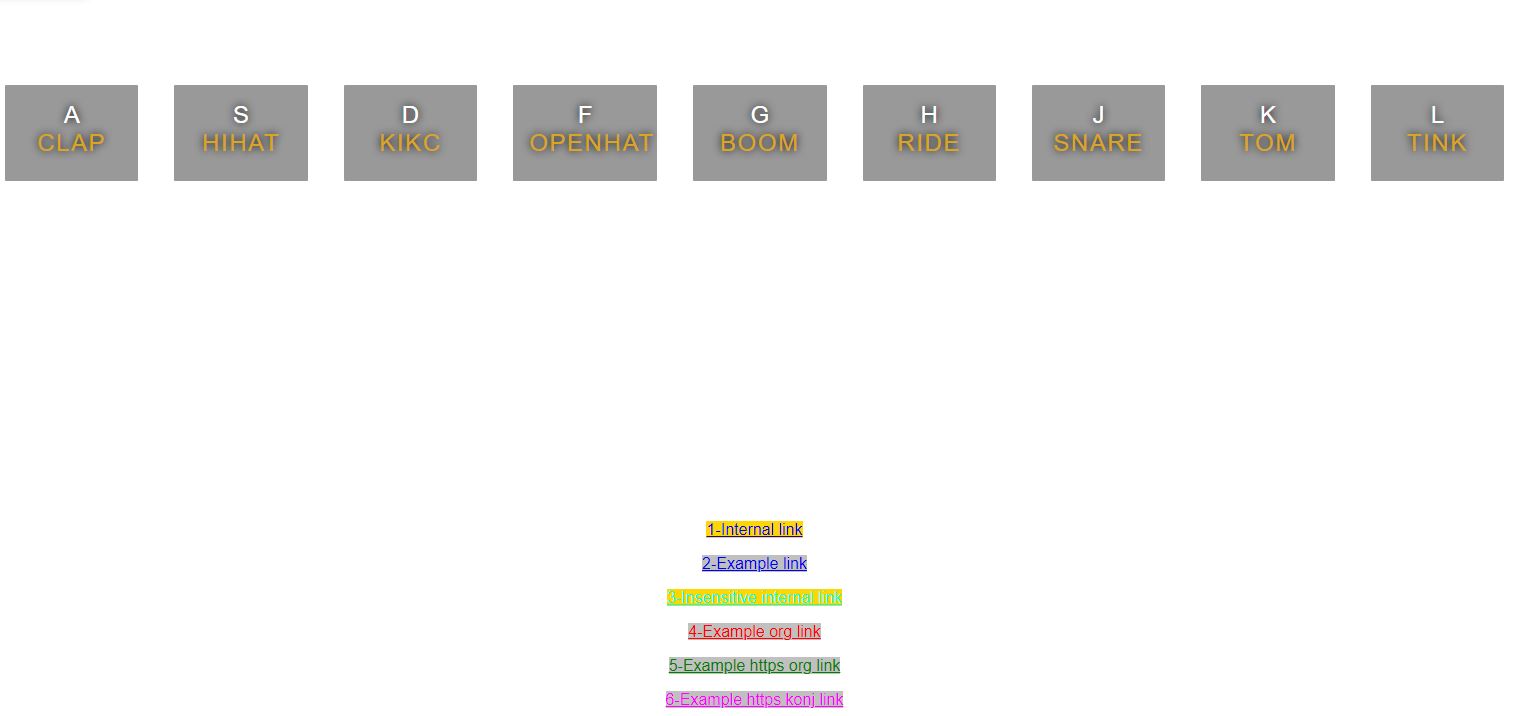 A S D F G H J K L
CLAP HIHAT KIKC OPENHAT BOOM RIDE SNARE TOM TINK
1-Internal link
2-Example link
3-Insensitive internal link
4-Example org link
5-Example https org link
6-Example https konj link